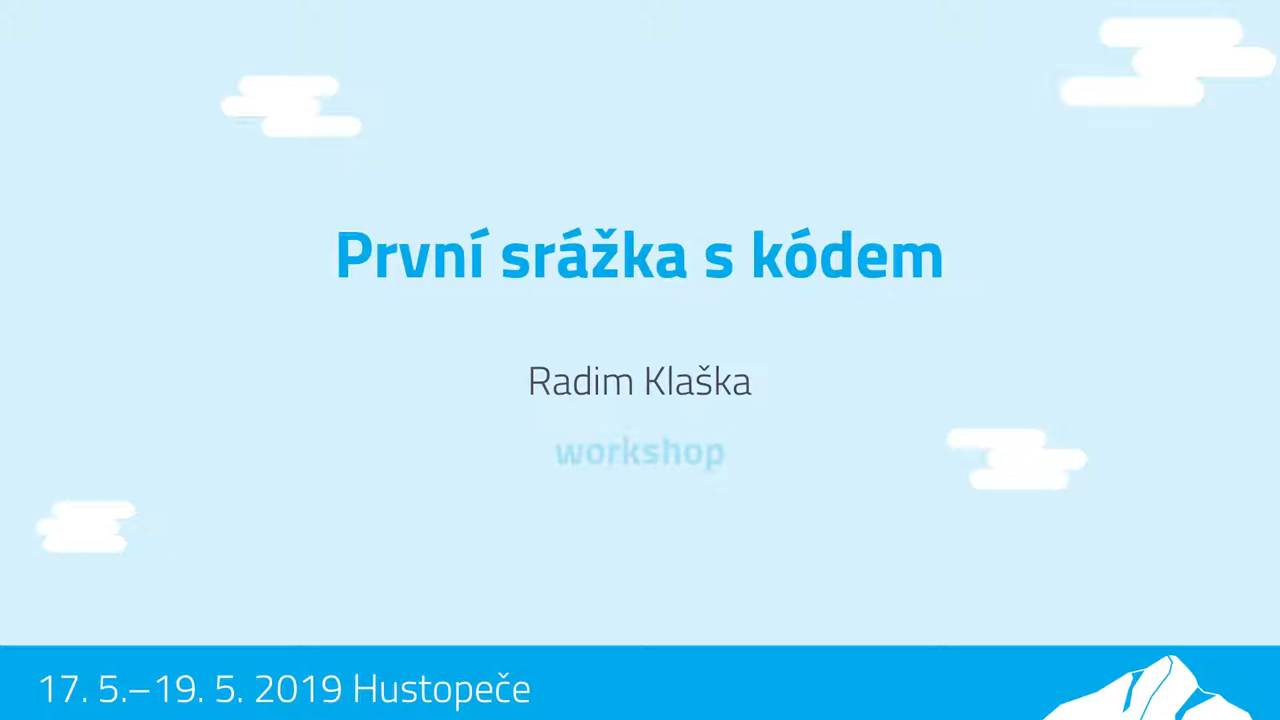 První srážka s kódem
Radim Klaška
workshop
17. 5.–19. 5. 2019 Hustopeče